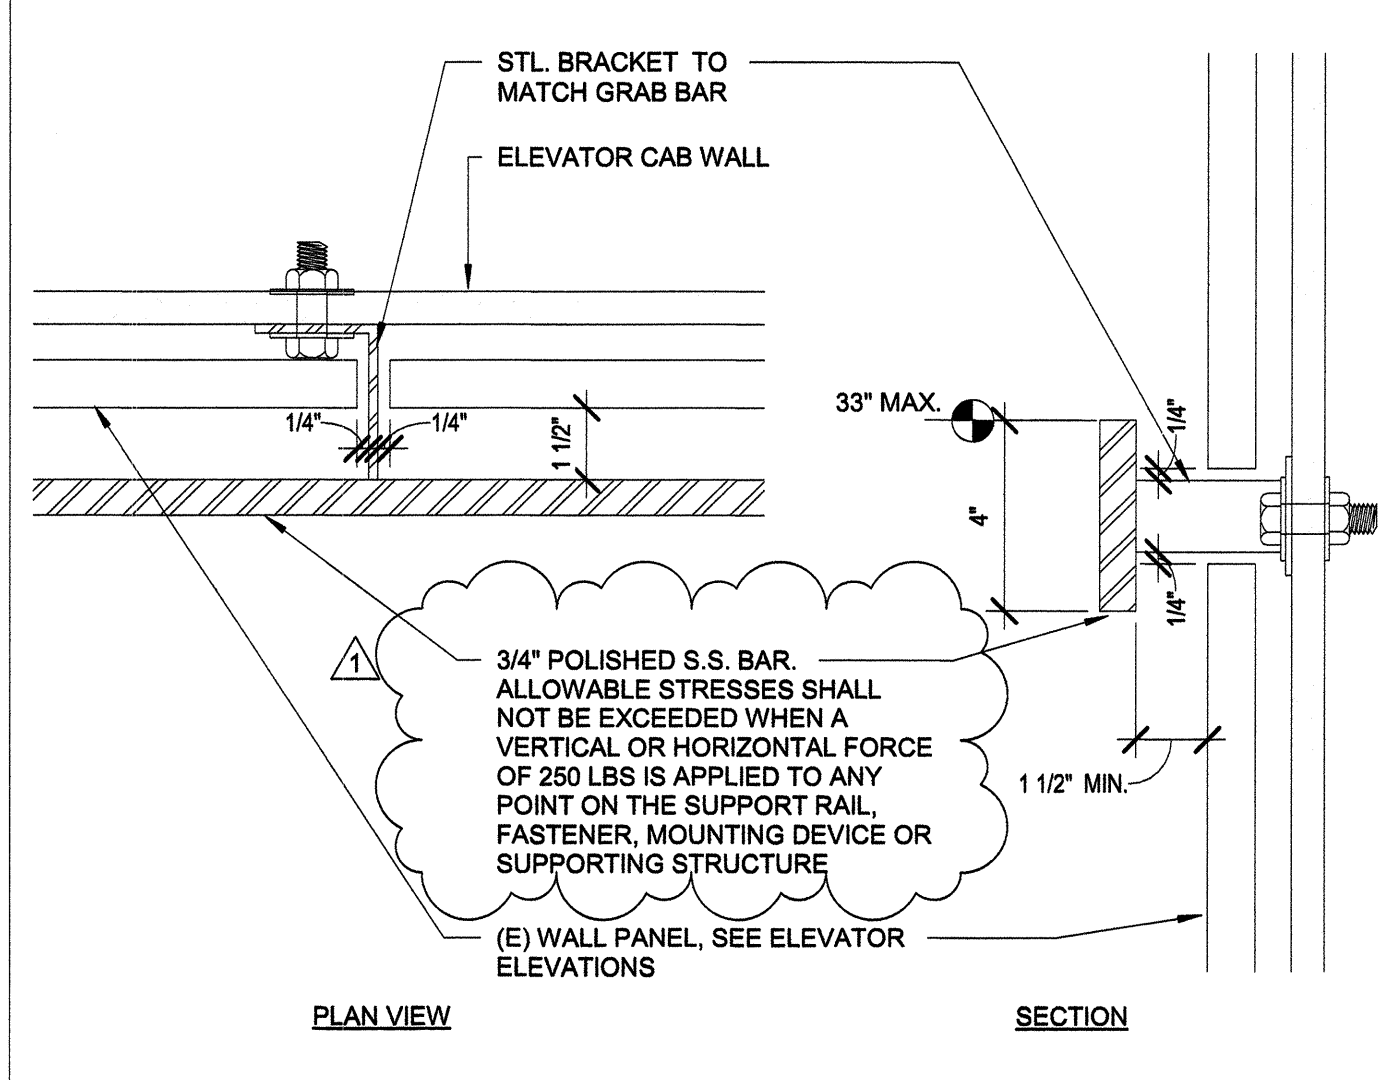 STL. BRACKET TO
MATCH GRAB BAR
ELEVATOR CAB WALL
1/4"
1/4"
1 1/2"
33" MAX.
4"
1/4"
1/4"
1 1/2" MIN.
1
3/4" POLISHED S.S. BAR.
ALLOWABLE STRESSES SHALL
NOT BE EXCEEDED WHEN A
VERTICAL OR HORIZONTAL FORCE
OF 250 LBS IS APPLIED TO ANY
POINT ON THE SUPPORT RAIL,
FASTENER, MOUNTING DEVICE OR
SUPPORTING STRUCTURE
(E) WALL PANEL, SEE ELEVATOR
ELEVATIONS
PLAN VIEW
SECTION